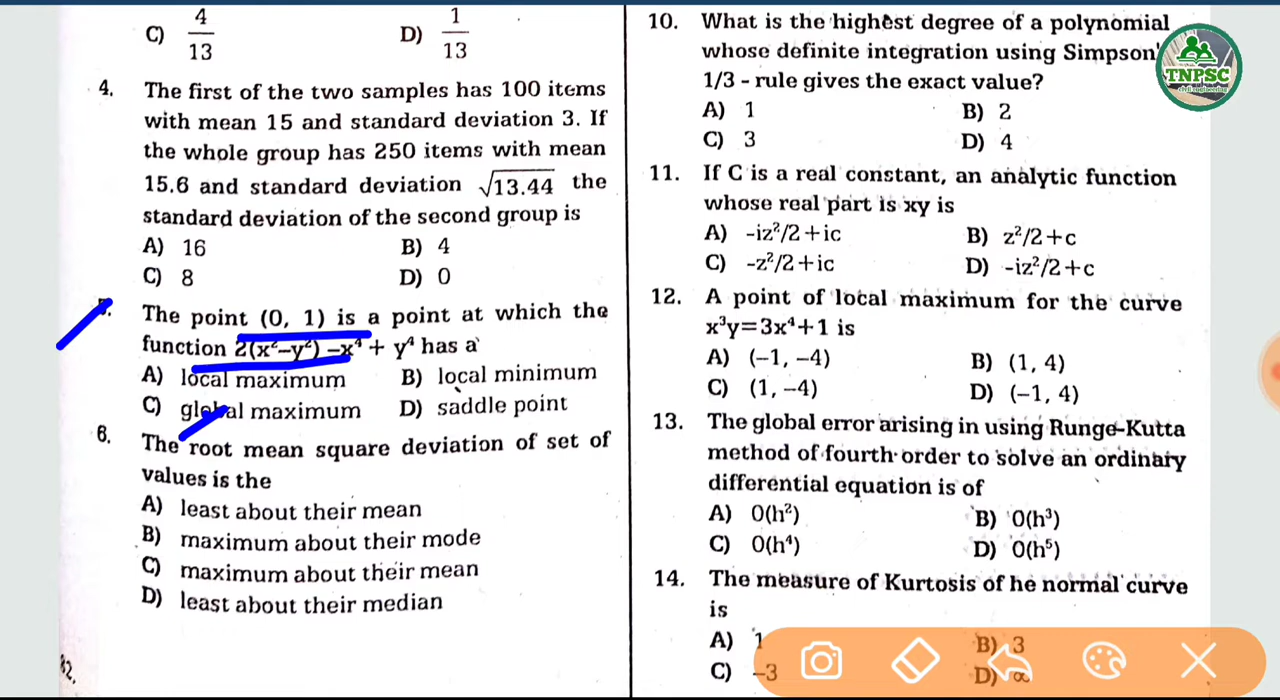 C) 4/13 D) 1/13
4. The first of the two samples has 100 items
with mean 15 and standard deviation 3. If
the whole group has 250 items with mean
15.6 and standard deviation √13.44 the
standard deviation of the second group is
A) 16 B) 4
C) 8 D) 0
The point (0, 1) is a point at which the
function 2(x²–y²) –x⁴ + y⁴ has a
A) local maximum B) local minimum
C) global maximum D) saddle point
6. The root mean square deviation of set of
values is the
A) least about their mean
B) maximum about their mode
C) maximum about their mean
D) least about their median
10. What is the highest degree of a polynomial
whose definite integration using Simpson'
1/3 - rule gives the exact value?
A) 1 B) 2
C) 3 D) 4
11. If C is a real constant, an analytic function
whose real part is xy is
A) -iz²/2+ic B) z²/2+c
C) -z²/2+ic D) -iz²/2+c
12. A point of local maximum for the curve
x³y=3x⁴+1 is
A) (–1, –4) B) (1, 4)
C) (1, –4) D) (–1, 4)
13. The global error arising in using Runge-Kutta
method of fourth order to solve an ordinary
differential equation is of
A) 0(h²) B) 0(h³)
C) 0(h⁴) D) 0(h⁵)
14. The measure of Kurtosis of he normal curve
is
A) 1 B) 3
C) –3 D) ∞
TNPSC